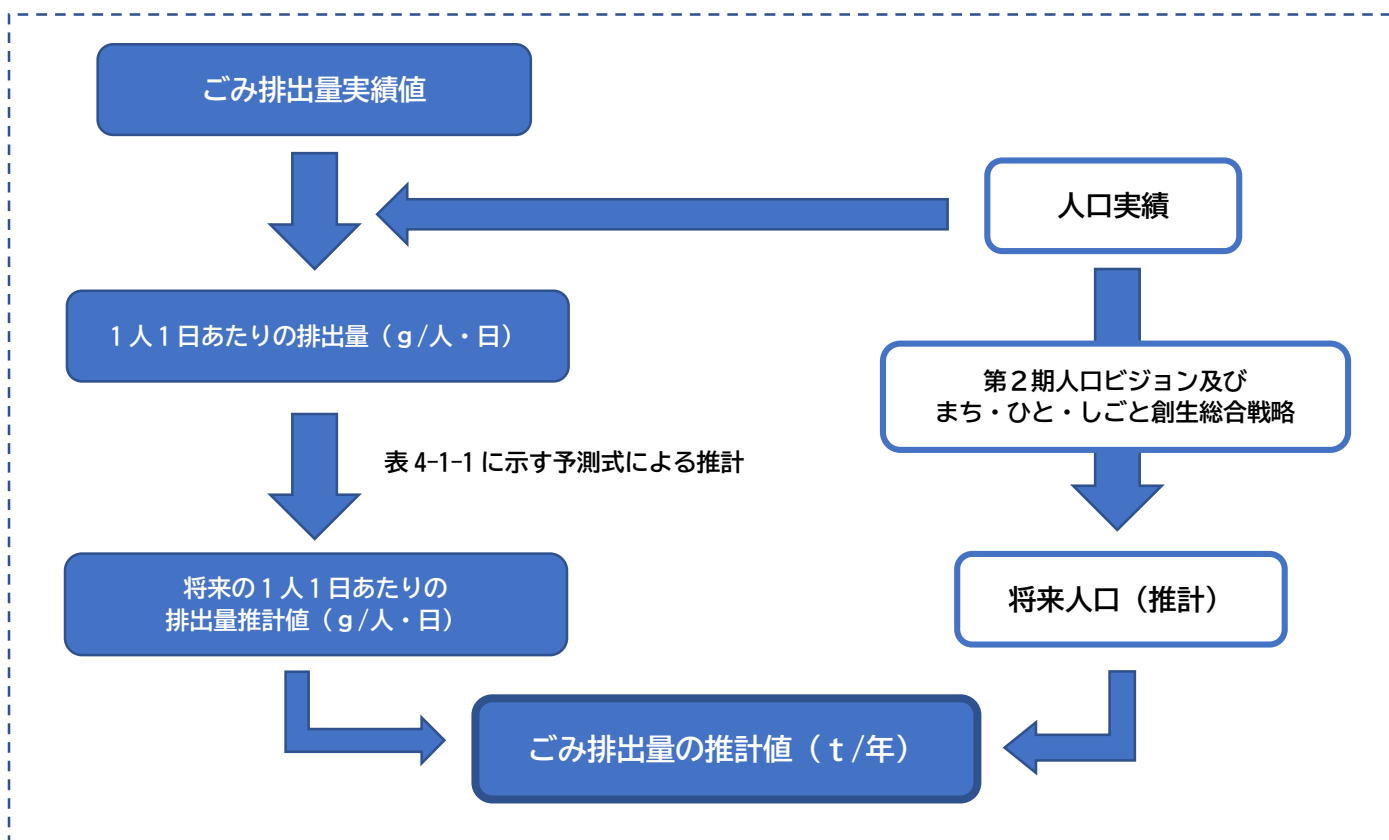 ごみ排出量実績値
人口実績
1人1日あたりの排出量（ｇ/人・日）
第２期人口ビジョン及び
まち・ひと・しごと創生総合戦略
表 4-1-1 に示す予測式による推計
将来の1人1日あたりの
排出量推計値（ｇ/人・日）
将来人口（推計）
ごみ排出量の推計値（ｔ/年）